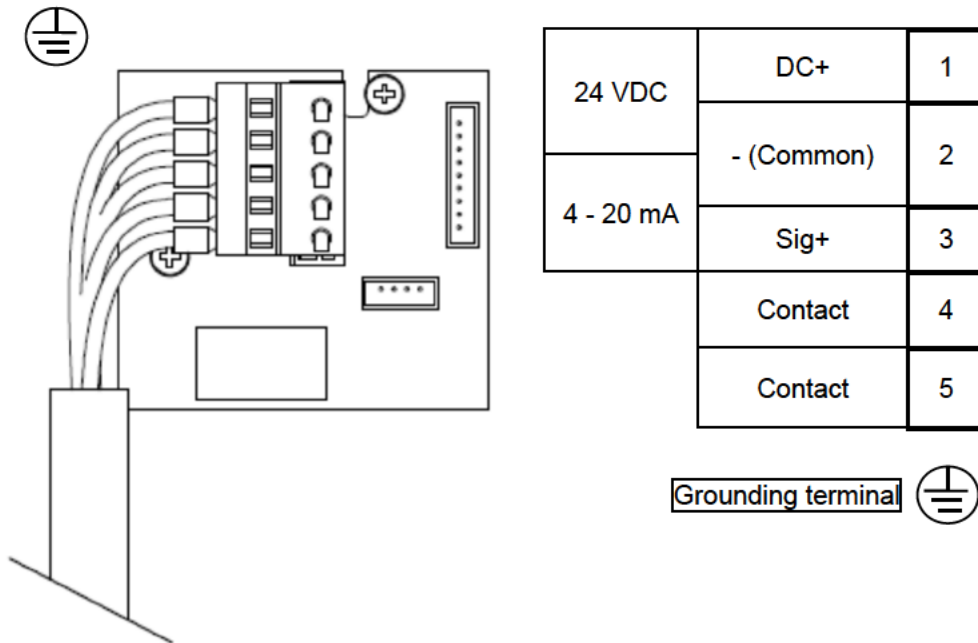 24 VDC
DC+
1
- (Common)
2
4 - 20 mA
Sig+
3
Contact
4
Contact
5
Grounding terminal